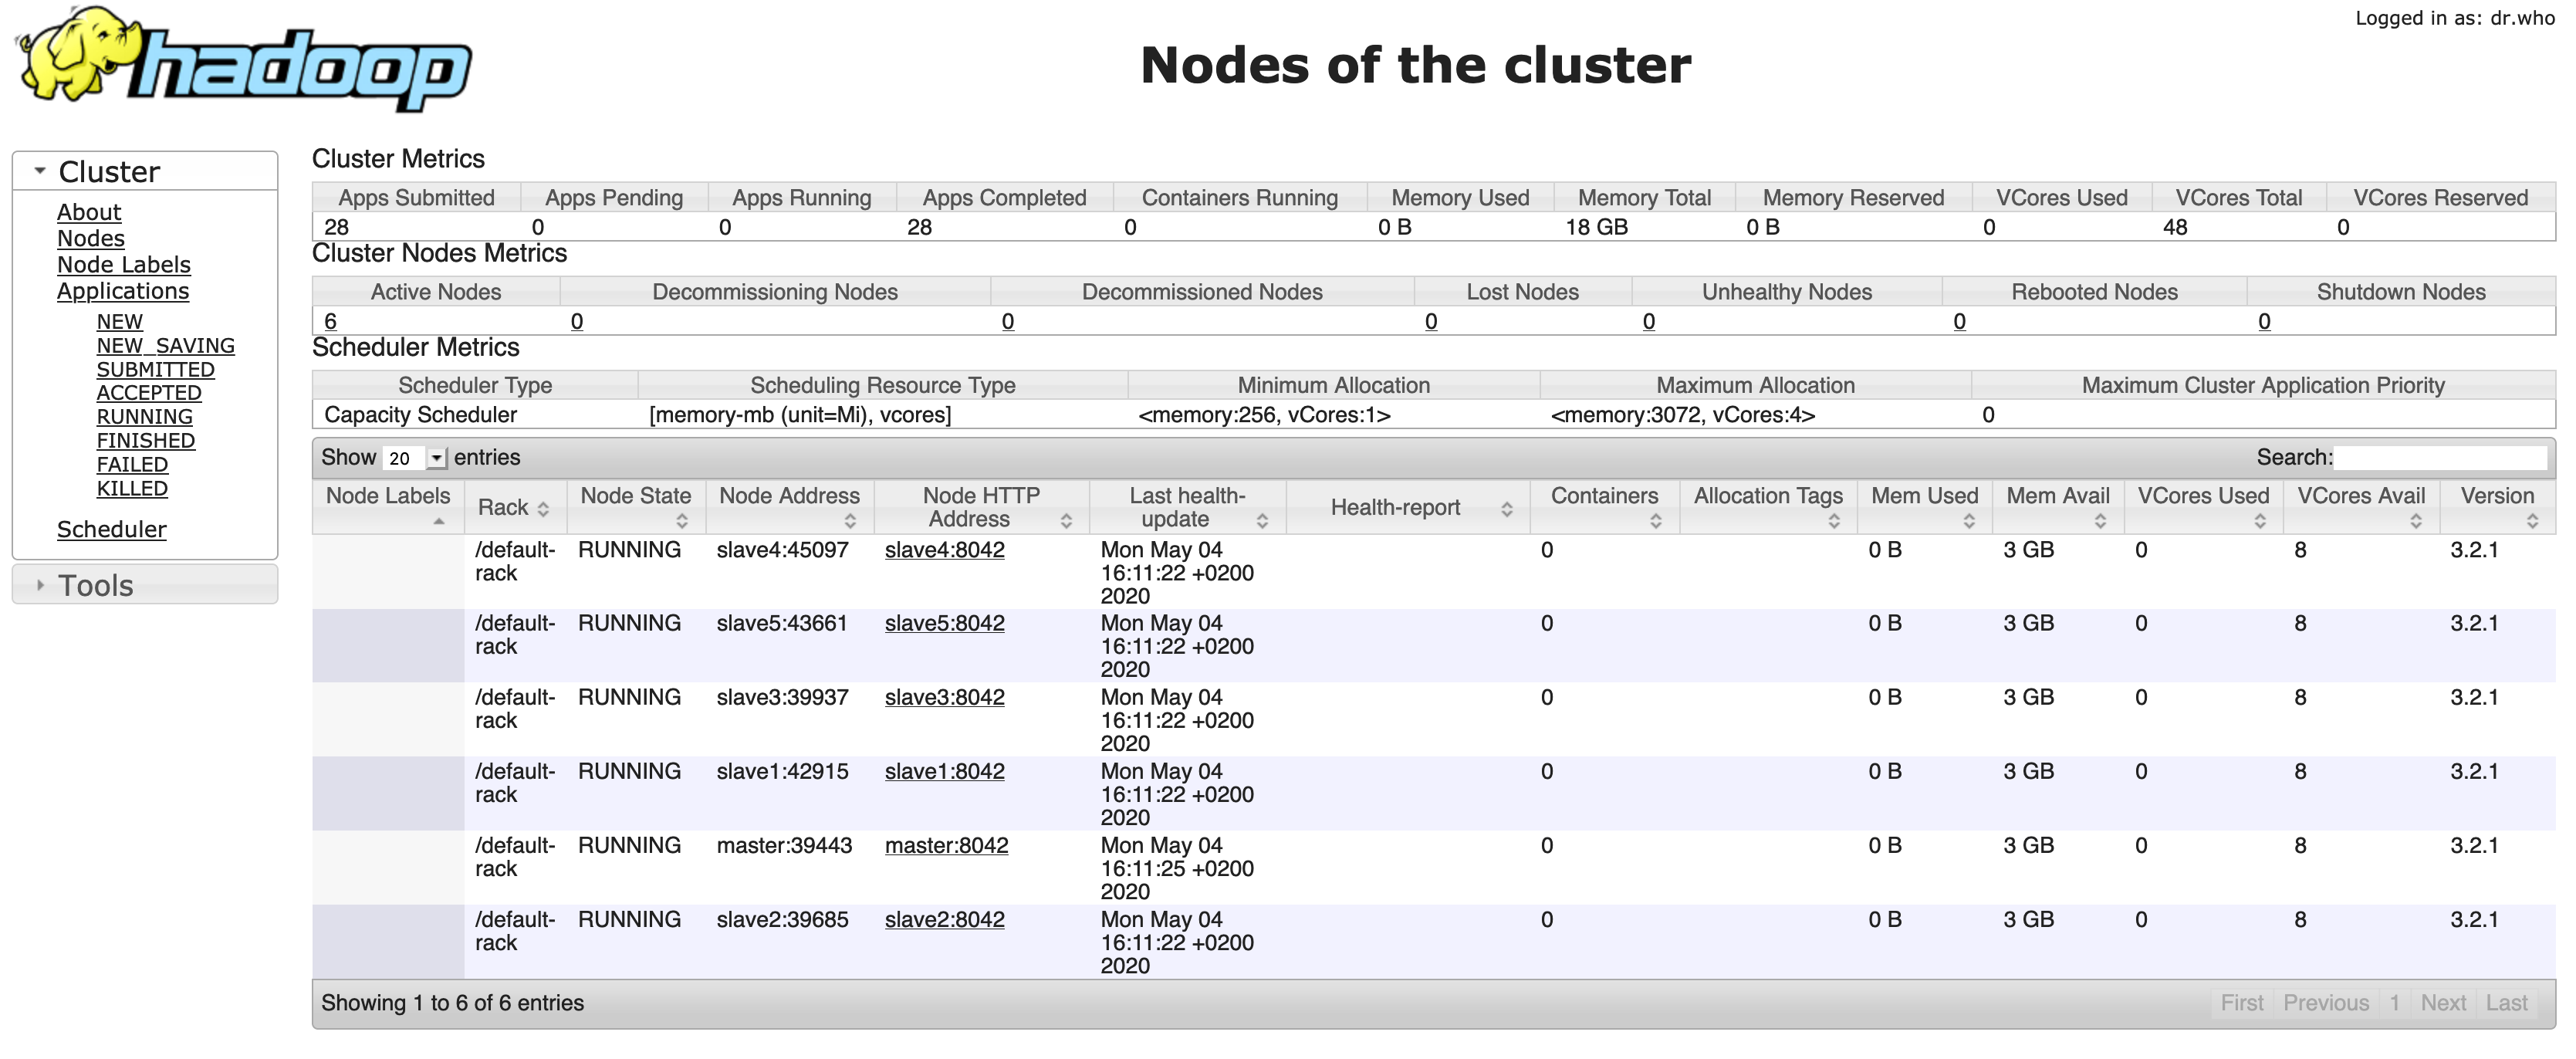 hadoop
Logged in as: dr.who
Nodes of the cluster
Cluster
About
Nodes
Node Labels
Applications
NEW
NEW_SAVING
SUBMITTED
ACCEPTED
RUNNING
FINISHED
FAILED
KILLED
Scheduler
Tools
Cluster Metrics
Apps Submitted Apps Pending Apps Running Apps Completed Containers Running Memory Used Memory Total Memory Reserved VCores Used VCores Total VCores Reserved
28 0 0 28 0 0 B 18 GB 0 B 0 48 0
Cluster Nodes Metrics
Active Nodes Decommissioning Nodes Decommissioned Nodes Lost Nodes Unhealthy Nodes Rebooted Nodes Shutdown Nodes
6 0 0 0 0 0 0
Scheduler Metrics
Scheduler Type Scheduling Resource Type Minimum Allocation Maximum Allocation Maximum Cluster Application Priority
Capacity Scheduler [memory-mb (unit=Mi), vcores] <memory:256, vCores:1> <memory:3072, vCores:4> 0
Show 20 entries Search:
Node Labels Rack Node State Node Address Node HTTP Last health- Health-report Containers Allocation Tags Mem Used Mem Avail VCores Used VCores Avail Version
Address update
/default- RUNNING slave4:45097 slave4:8042 Mon May 04 0 0 B 3 GB 0 8 3.2.1
rack 16:11:22 +0200
2020
/default- RUNNING slave5:43661 slave5:8042 Mon May 04 0 0 B 3 GB 0 8 3.2.1
rack 16:11:22 +0200
2020
/default- RUNNING slave3:39937 slave3:8042 Mon May 04 0 0 B 3 GB 0 8 3.2.1
rack 16:11:22 +0200
2020
/default- RUNNING slave1:42915 slave1:8042 Mon May 04 0 0 B 3 GB 0 8 3.2.1
rack 16:11:22 +0200
2020
/default- RUNNING master:39443 master:8042 Mon May 04 0 0 B 3 GB 0 8 3.2.1
rack 16:11:25 +0200
2020
/default- RUNNING slave2:39685 slave2:8042 Mon May 04 0 0 B 3 GB 0 8 3.2.1
rack 16:11:22 +0200
2020
Showing 1 to 6 of 6 entries First Previous 1 Next Last